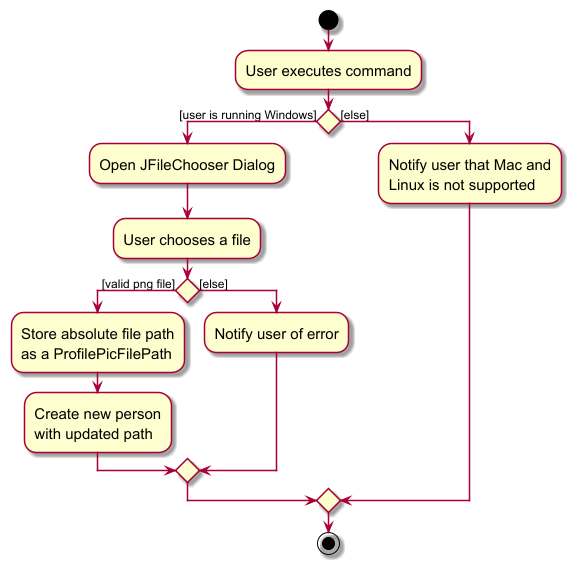 User executes command
[user is running Windows]
[else]
Open JFileChooser Dialog
Notify user that Mac and
Linux is not supported
User chooses a file
[valid png file]
[else]
Store absolute file path
as a ProfilePicFilePath
Notify user of error
Create new person
with updated path